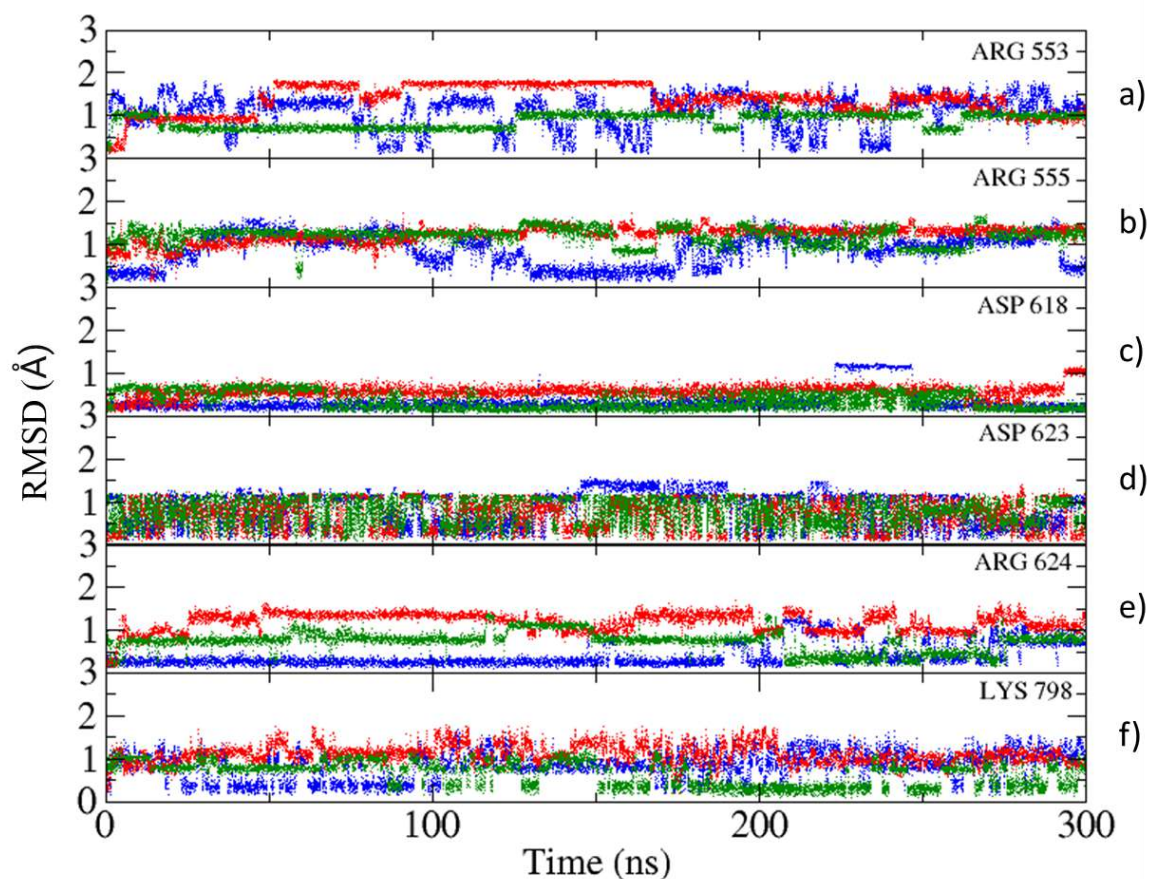 3
ARG 553
2
a)
1
3
ARG 555
2
b)
1
3
ASP 618
2
c)
1
3
ASP 623
2
d)
1
3
ARG 624
2
e)
1
3
LYS 798
2
f)
1
0
0 100 200 300
Time (ns)
RMSD (Å)